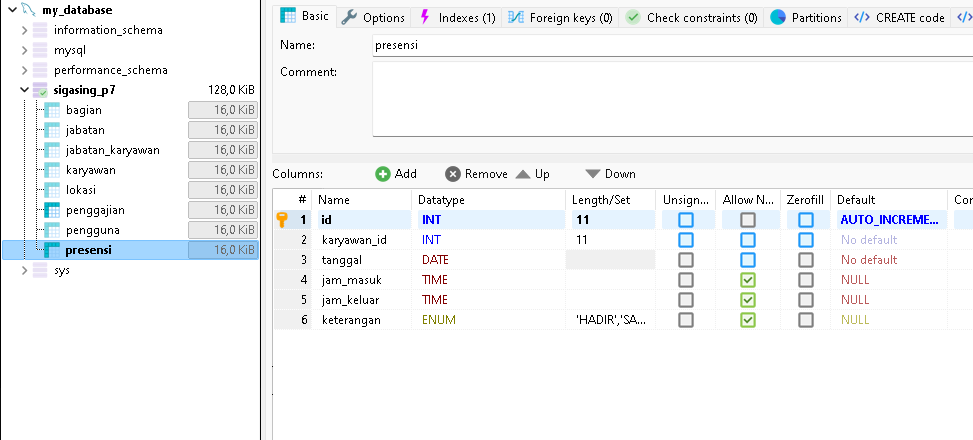 my_database
information_schema
mysql
performance_schema
sigasing_p7 128,0 KiB
bagian 16,0 KiB
jabatan 16,0 KiB
jabatan_karyawan 16,0 KiB
karyawan 16,0 KiB
lokasi 16,0 KiB
penggajian 16,0 KiB
pengguna 16,0 KiB
presensi 16,0 KiB
sys
Basic Options Indexes (1) Foreign keys (0) Check constraints (0) Partitions CREATE code
Name: presensi
Comment:
Columns: Add Remove Up Down
# Name Datatype Length/Set Unsign... Allow N... Zerofill Default Con
1 id INT 11 AUTO_INCREME...
2 karyawan_id INT 11 No default
3 tanggal DATE No default
4 jam_masuk TIME NULL
5 jam_keluar TIME NULL
6 keterangan ENUM 'HADIR','SA... NULL